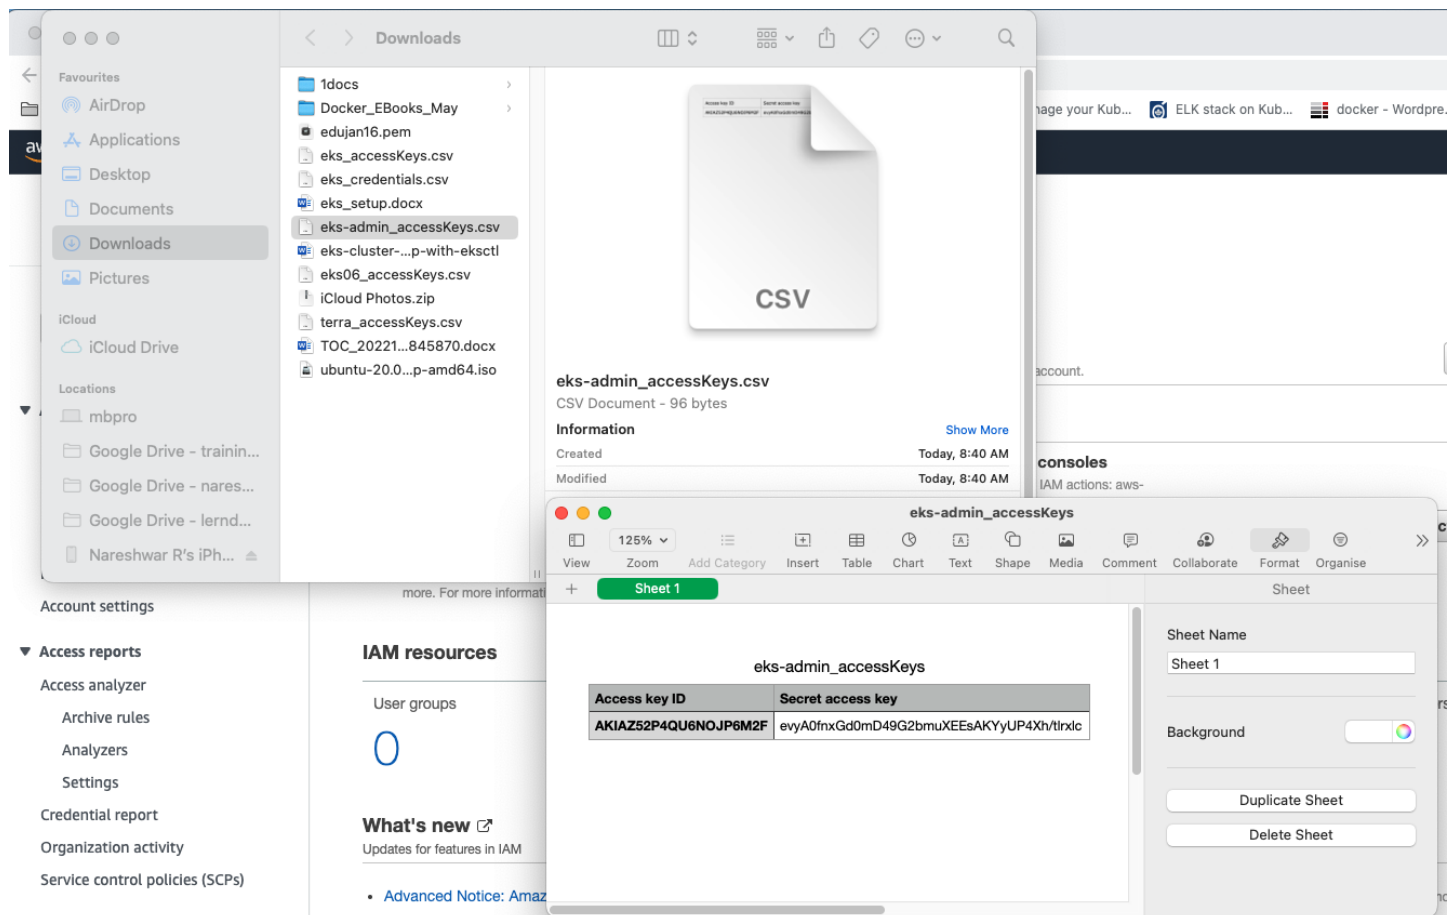 Downloads
Favourites
AirDrop
Applications
Desktop
Documents
Downloads
Pictures
iCloud
iCloud Drive
Locations
mbpro
Google Drive - trainin...
Google Drive - nares...
Google Drive - lernd...
Nareshwar R's iPh...
1docs
Docker_EBooks_May
edujan16.pem
eks_accessKeys.csv
eks_credentials.csv
eks_setup.docx
eks-admin_accessKeys.csv
eks-cluster-...p-with-eksctl
eks06_accessKeys.csv
iCloud Photos.zip
terra_accessKeys.csv
TOC_20221...845870.docx
ubuntu-20.0...p-amd64.iso
Access key ID Secret access key
CSV
eks-admin_accessKeys.csv
CSV Document - 96 bytes
Information Show More
Created Today, 8:40 AM
Modified Today, 8:40 AM
nage your Kub... ELK stack on Kub... docker - Wordpre
account.
consoles
IAM actions: aws-
Account settings
Access reports
Access analyzer
Archive rules
Analyzers
Settings
Credential report
Organization activity
Service control policies (SCPs)
more. For more informati
IAM resources
User groups
0
What's new
Updates for features in IAM
Advanced Notice: Amaz
eks-admin_accessKeys
125%
View Zoom Add Category Insert Table Chart Text Shape Media Comment Collaborate Format Organise
Sheet 1
Sheet
eks-admin_accessKeys
Access key ID Secret access key
AKIAZ52P4QU6NOJP6M2F
Sheet Name
Sheet 1
Background
Duplicate Sheet
Delete Sheet